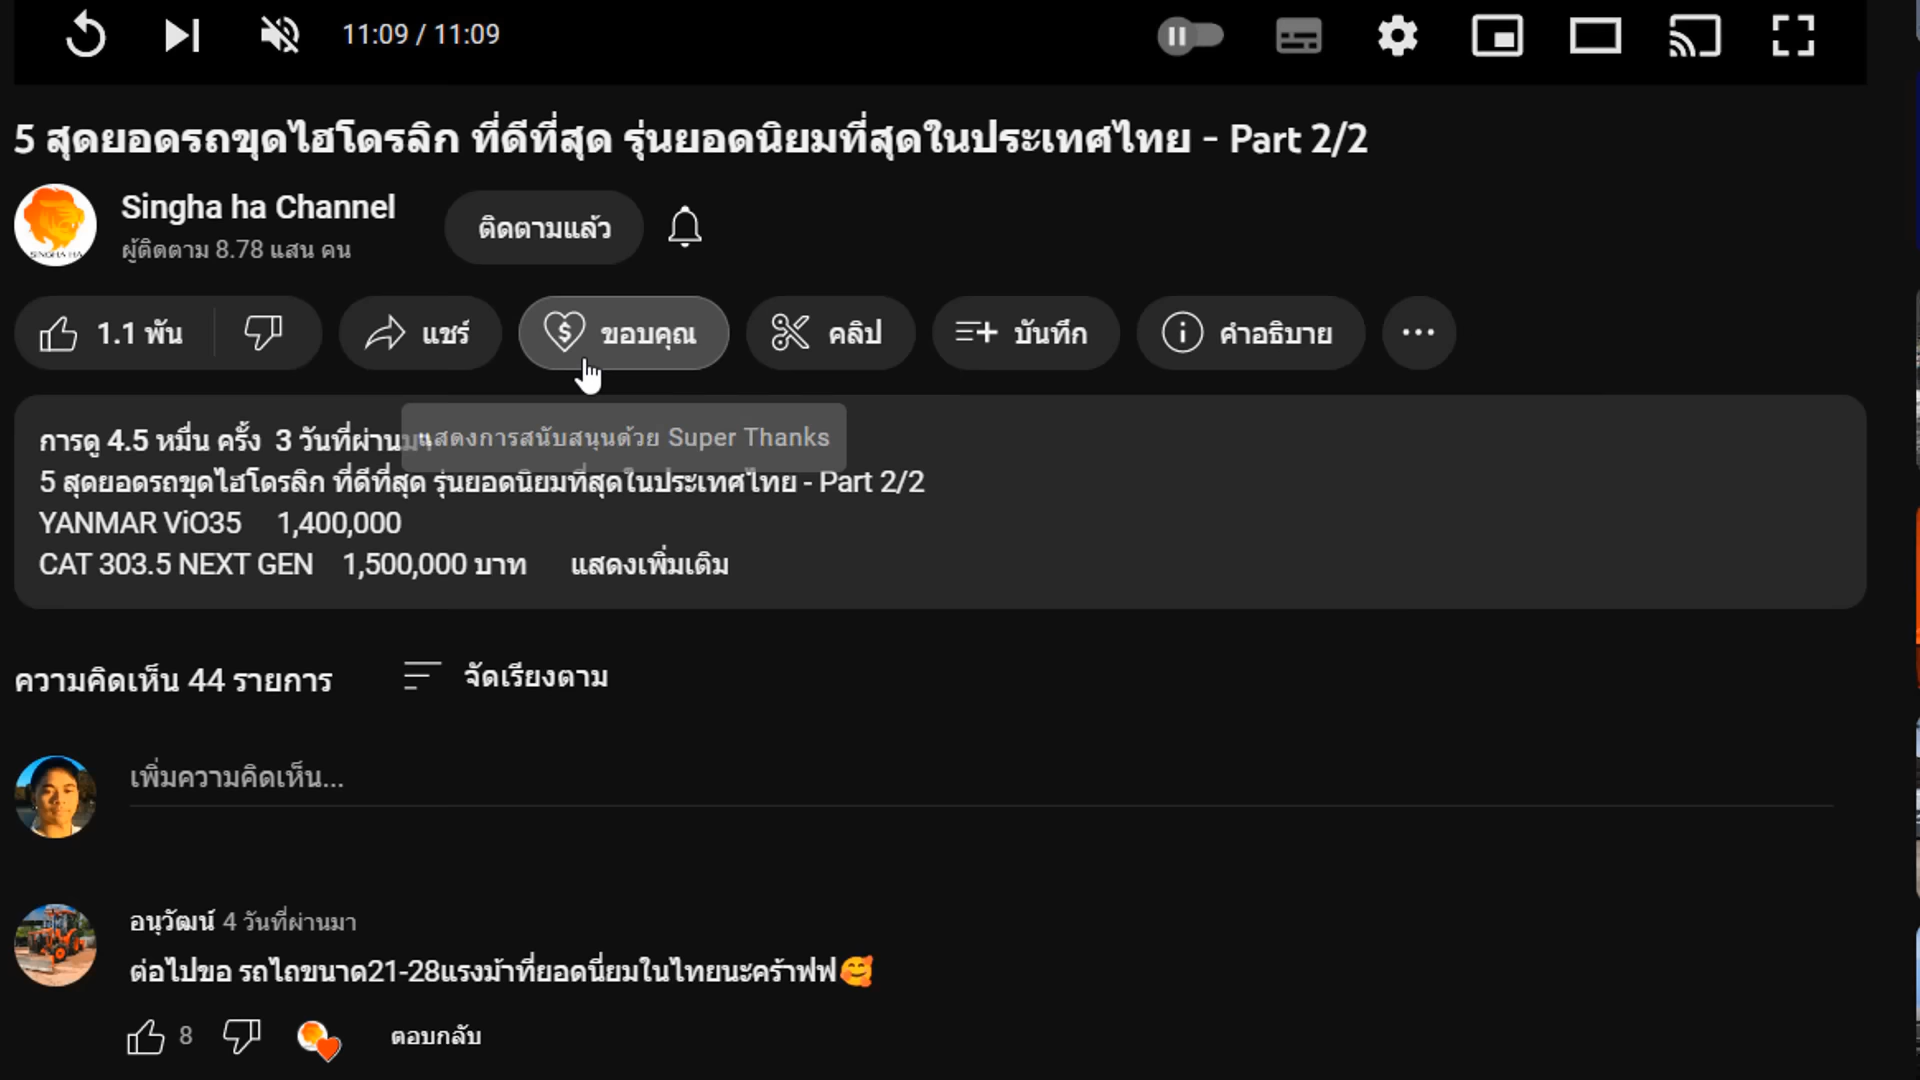 11:09 / 11:09
5 สุดยอดรถขุดไฮโดรลิก ที่ดีที่สุด รุ่นยอดนิยมที่สุดในประเทศไทย - Part 2/2
Singha ha Channel
ผู้ติดตาม 8.78 แสน คน
ติดตามแล้ว
SINGHA HA
1.1 พัน
แชร์
ขอบคุณ
คลิป
บันทึก
คำอธิบาย
การดู 4.5 หมื่น ครั้ง 3 วันที่ผ่านมา
แสดงการสนับสนุนด้วย Super Thanks
5 สุดยอดรถขุดไฮโดรลิก ที่ดีที่สุด รุ่นยอดนิยมที่สุดในประเทศไทย - Part 2/2
YANMAR ViO35 1,400,000
CAT 303.5 NEXT GEN 1,500,000 บาท แสดงเพิ่มเติม
ความคิดเห็น 44 รายการ
จัดเรียงตาม
เพิ่มความคิดเห็น...
อนุวัฒน์ 4 วันที่ผ่านมา
ต่อไปขอ รถไถขนาด21-28แรงม้าที่ยอดนี่ยมในไทยนะคร้าฟฟ🥰
8
ตอบกลับ